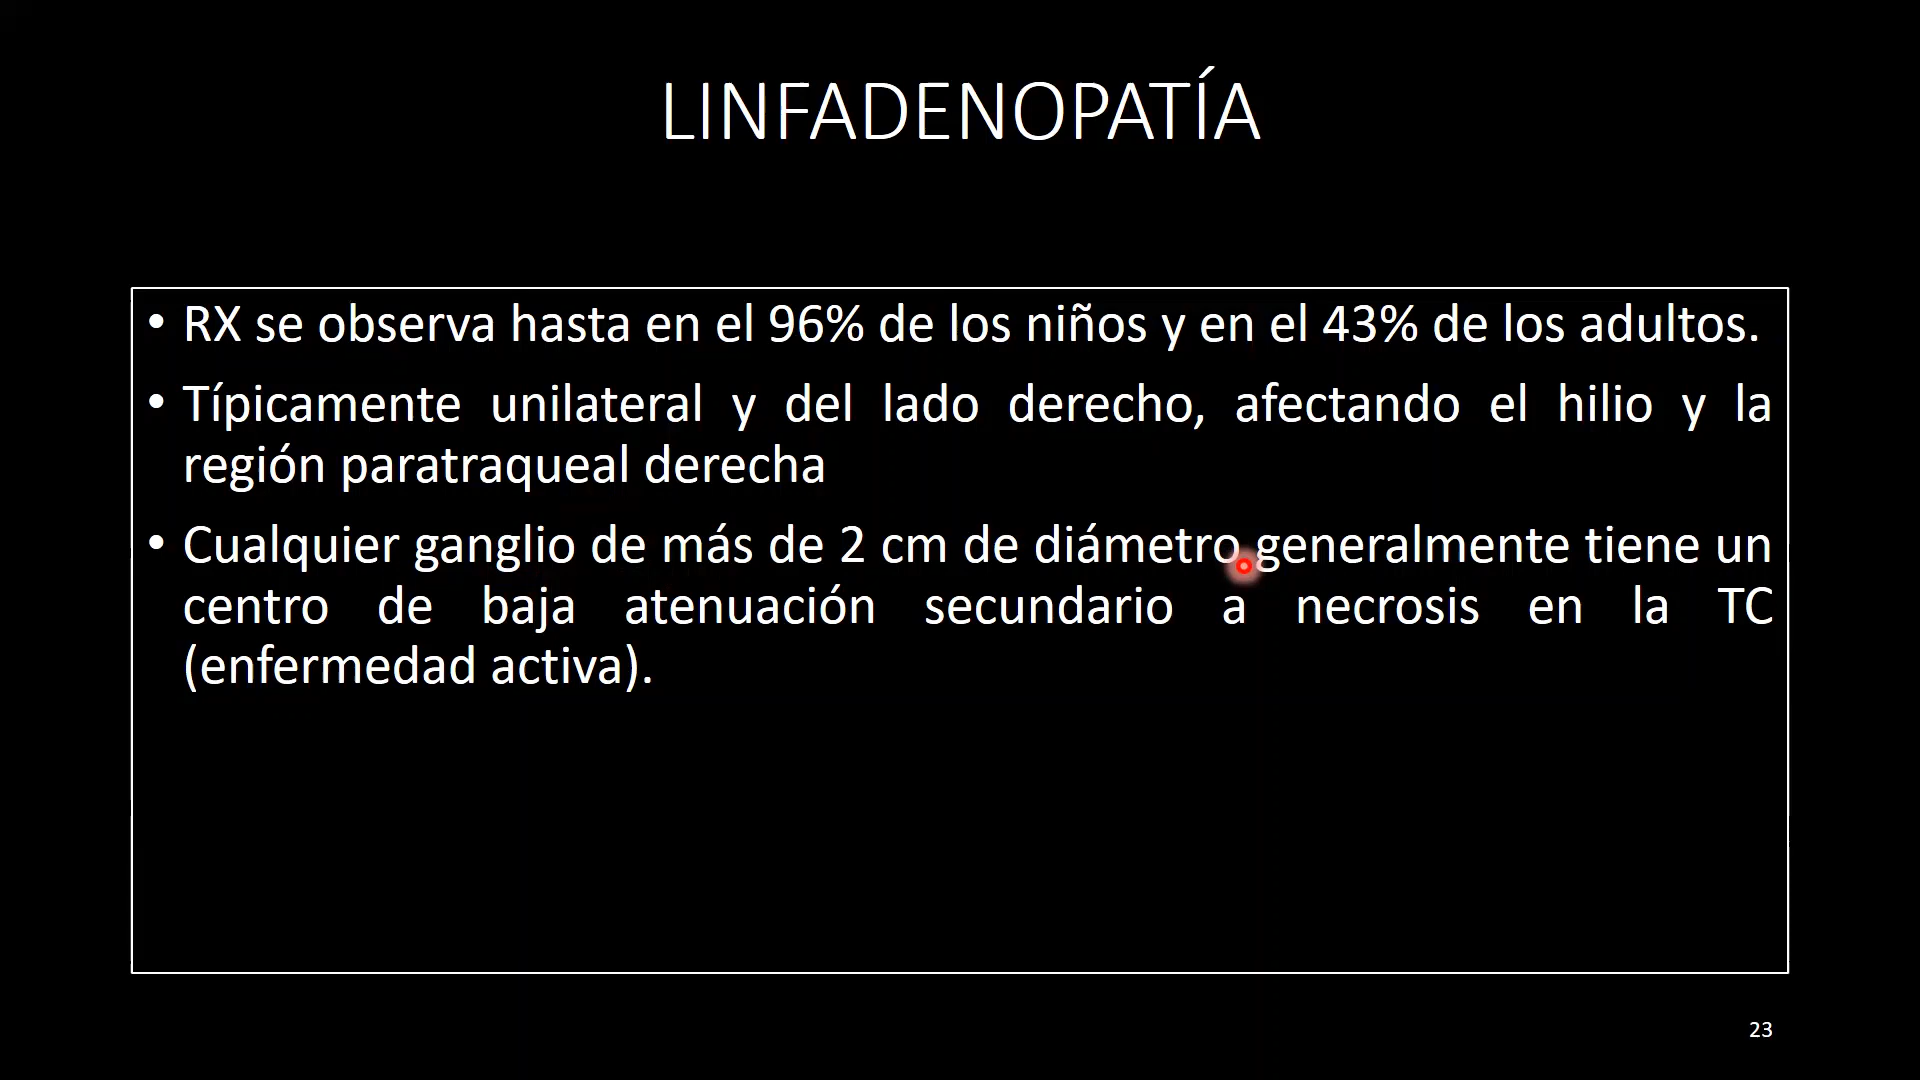 LINFADENOPATÍA
• RX se observa hasta en el 96% de los niños y en el 43% de los adultos.
• Típicamente unilateral y del lado derecho, afectando el hilio y la
región paratraqueal derecha
• Cualquier ganglio de más de 2 cm de diámetro generalmente tiene un
centro de baja atenuación secundario a necrosis en la TC
(enfermedad activa).
23